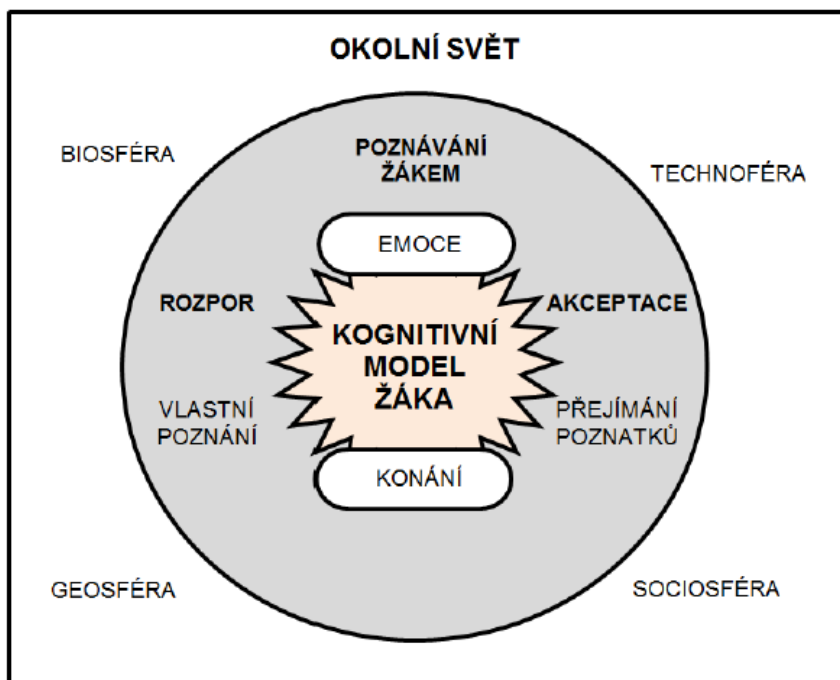 OKOLNÍ SVĚT
BIOSFÉRA
POZNÁVÁNÍ
ŽÁKEM
TECHNOFÉRA
EMOCE
ROZPOR
AKCEPTACE
KOGNITIVNÍ
MODEL
ŽÁKA
VLASTNÍ
POZNÁNÍ
PŘEJÍMÁNÍ
POZNATKŮ
KONÁNÍ
GEOSFÉRA
SOCIOSFÉRA